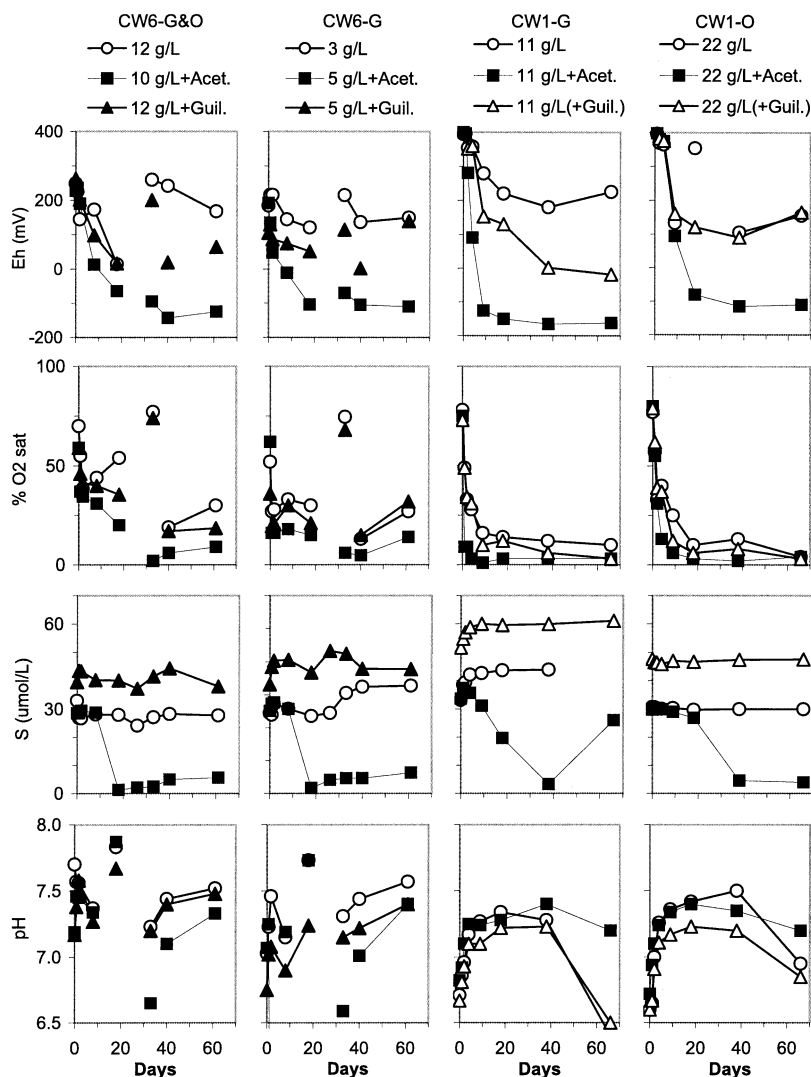 CW6-G&O CW6-G CW1-G CW1-O
12 g/L 3 g/L 11 g/L 22 g/L
10 g/L+Acet. 5 g/L+Acet. 11 g/L+Acet. 22 g/L+Acet.
12 g/L+Guil. 5 g/L+Guil. 11 g/L(+Guil.) 22 g/L(+Guil.)
400
200
0
-200
Eh (mV)
100
50
0
% O2 sat
60
30
0
S (umol/L)
8.0
7.5
7.0
6.5
pH
0 20 40 60 0 20 40 60 0 20 40 60 0 20 40 60
Days Days Days Days